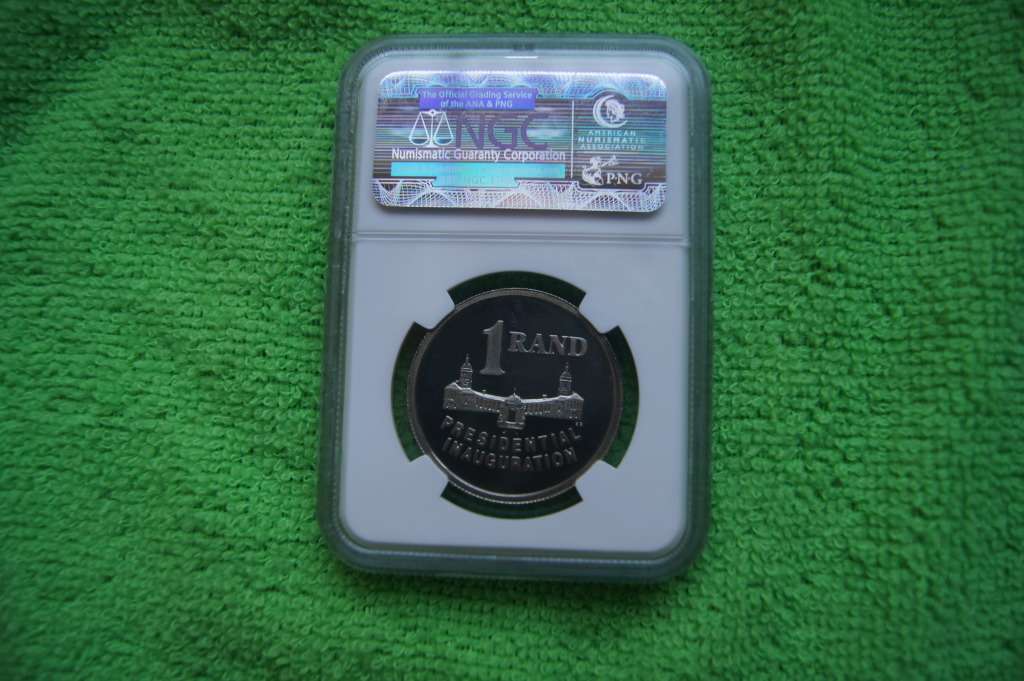 The Official Grading Service
of the ANA & PNG
NGC
Numismatic Guaranty Corporation
AMERICAN
NUMISMATIC
ASSOCIATION
PNG
1 RAND
PRESIDENTIAL
INAUGURATION